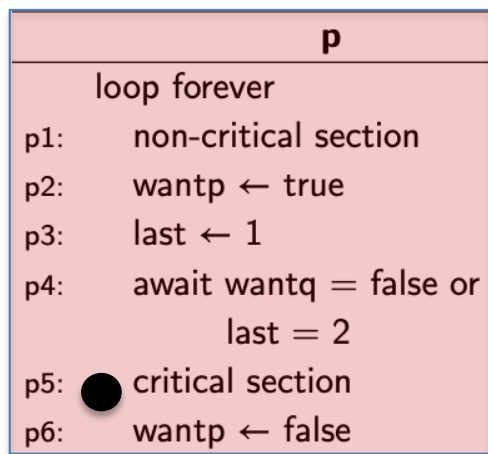 p
loop forever
p1: non-critical section
p2: wantp ← true
p3: last ← 1
p4: await wantq = false or
last = 2
p5: critical section
p6: wantp ← false